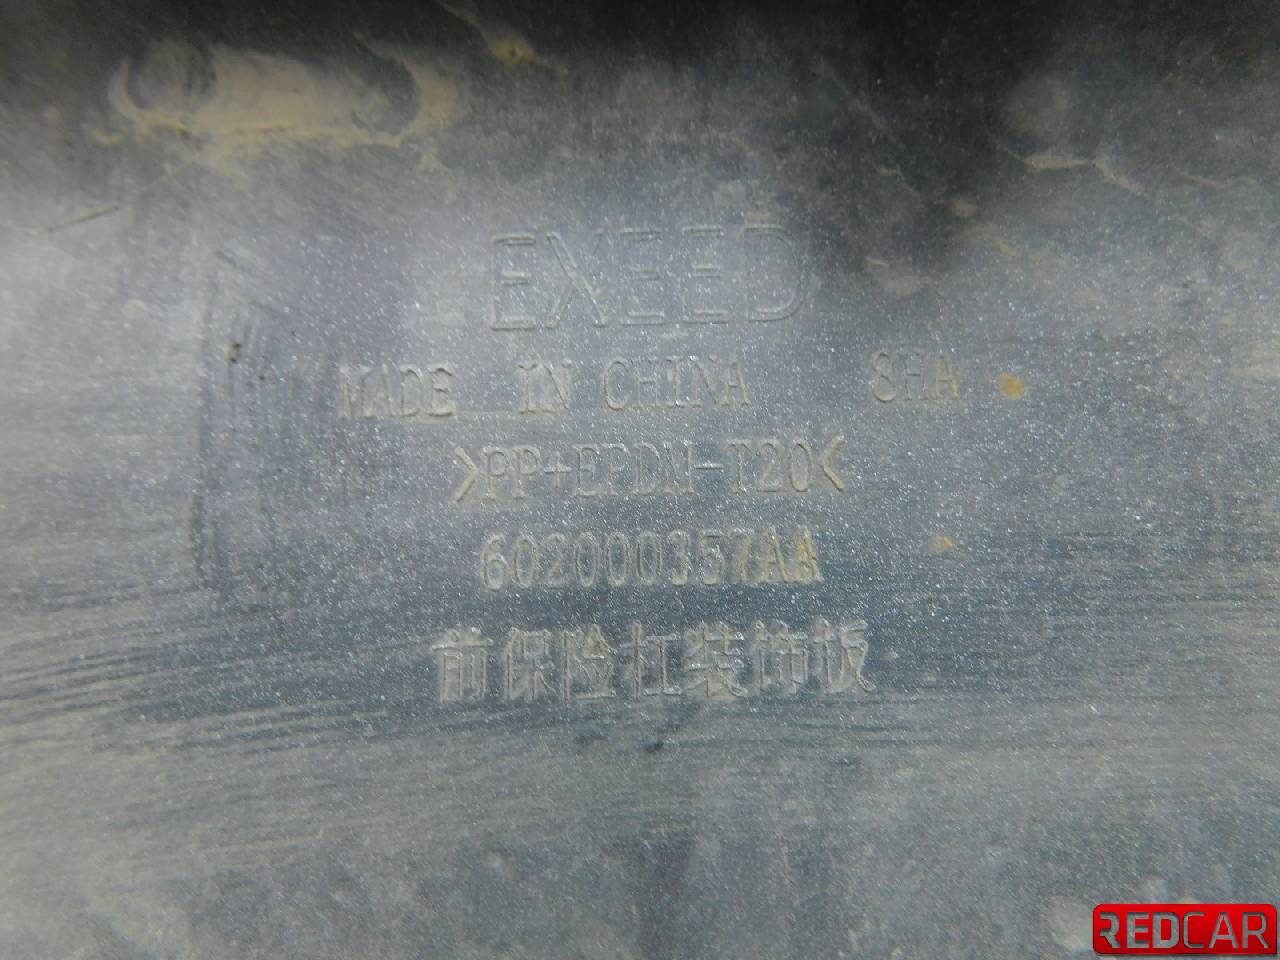 EXEED
MADE IN CHINA 8HA
>PP+EPDM-T20<
602000357AA
前保险杠装饰板
REDCAR